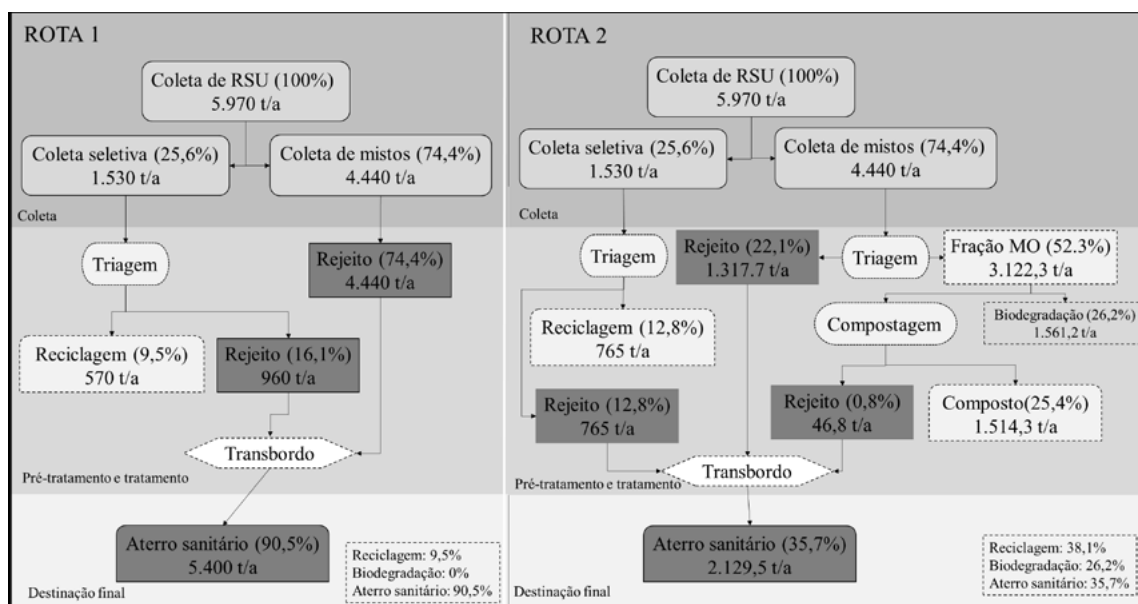 ROTA 1
Coleta de RSU (100%)
5.970 t/a
Coleta seletiva (25,6%)
1.530 t/a
Coleta de mistos (74,4%)
4.440 t/a
Coleta
Triagem
Rejeito (74,4%)
4.440 t/a
Reciclagem (9,5%)
570 t/a
Rejeito (16,1%)
960 t/a
Transbordo
Pré-tratamento e tratamento
Aterro sanitário (90,5%)
5.400 t/a
Reciclagem: 9,5%
Biodegradação: 0%
Aterro sanitário: 90,5%
Destinação final
ROTA 2
Coleta de RSU (100%)
5.970 t/a
Coleta seletiva (25,6%)
1.530 t/a
Coleta de mistos (74,4%)
4.440 t/a
Coleta
Triagem
Rejeito (22,1%)
1.317.7 t/a
Triagem
Fração MO (52.3%)
3.122,3 t/a
Reciclagem (12,8%)
765 t/a
Compostagem
Biodegradação (26,2%)
1.561,2 t/a
Rejeito (12,8%)
765 t/a
Rejeito (0,8%)
46,8 t/a
Composto(25,4%)
1.514,3 t/a
Transbordo
Pré-tratamento e tratamento
Aterro sanitário (35,7%)
2.129,5 t/a
Reciclagem: 38,1%
Biodegradação: 26,2%
Aterro sanitário: 35,7%
Destinação final